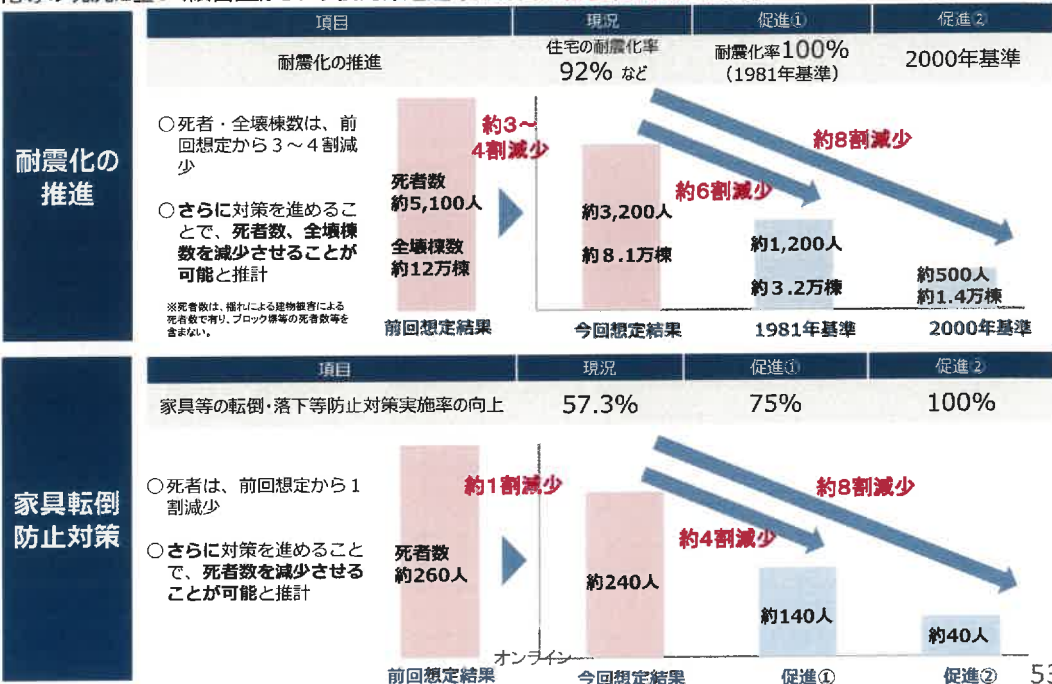 項目 現況 促進① 促進②
耐震化の推進 住宅の耐震化率 92% など 耐震化率100% (1981年基準) 2000年基準
耐震化の
推進
○死者・全壊棟数は、前
回想定から3~4割減
少
○さらに対策を進めるこ
とで、死者数、全壊棟
数を減少させることが
可能と推計
※死者数は、揺れによる建物被害による
死者数で有り、ブロック塀等の死者数等を
含まない。
死者数
約5,100人
全壊棟数
約12万棟
前回想定結果
約3~
4割減少
約3,200人
約8.1万棟
今回想定結果
約6割減少
約8割減少
約1,200人
約3.2万棟
1981年基準
約500人
約1.4万棟
2000年基準
項目 現況 促進① 促進②
家具等の転倒・落下等防止対策実施率の向上 57.3% 75% 100%
家具転倒
防止対策
○死者は、前回想定から1
割減少
○さらに対策を進めること
で、死者数を減少させる
ことが可能と推計
死者数
約260人
前回想定結果
約1割減少
約240人
今回想定結果
約4割減少
約8割減少
約140人
促進①
約40人
促進②
オンライン
53